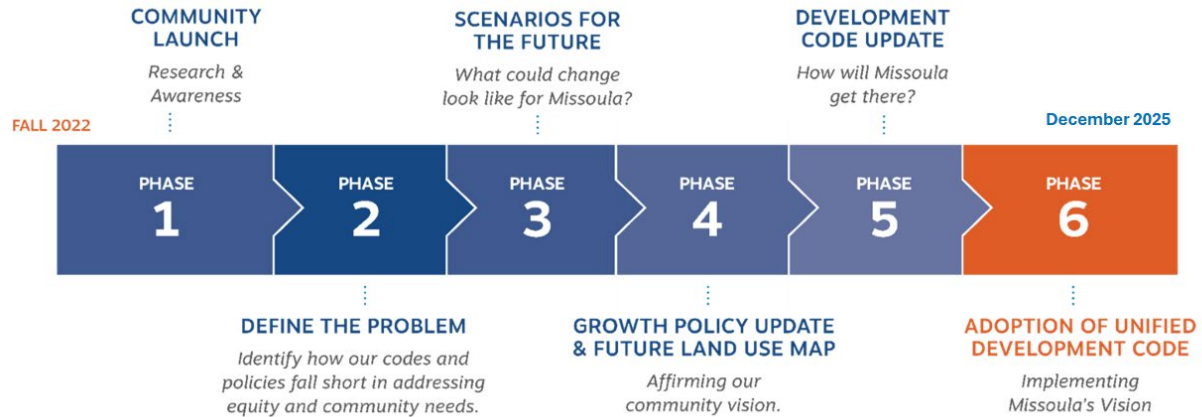 COMMUNITY
LAUNCH
Research &
Awareness
SCENARIOS FOR
THE FUTURE
What could change
look like for Missoula?
DEVELOPMENT
CODE UPDATE
How will Missoula
get there?
FALL 2022
December 2025
PHASE
1
PHASE
2
PHASE
3
PHASE
4
PHASE
5
PHASE
6
DEFINE THE PROBLEM
Identify how our codes and
policies fall short in addressing
equity and community needs.
GROWTH POLICY UPDATE
& FUTURE LAND USE MAP
Affirming our
community vision.
ADOPTION OF UNIFIED
DEVELOPMENT CODE
Implementing
Missoula's Vision